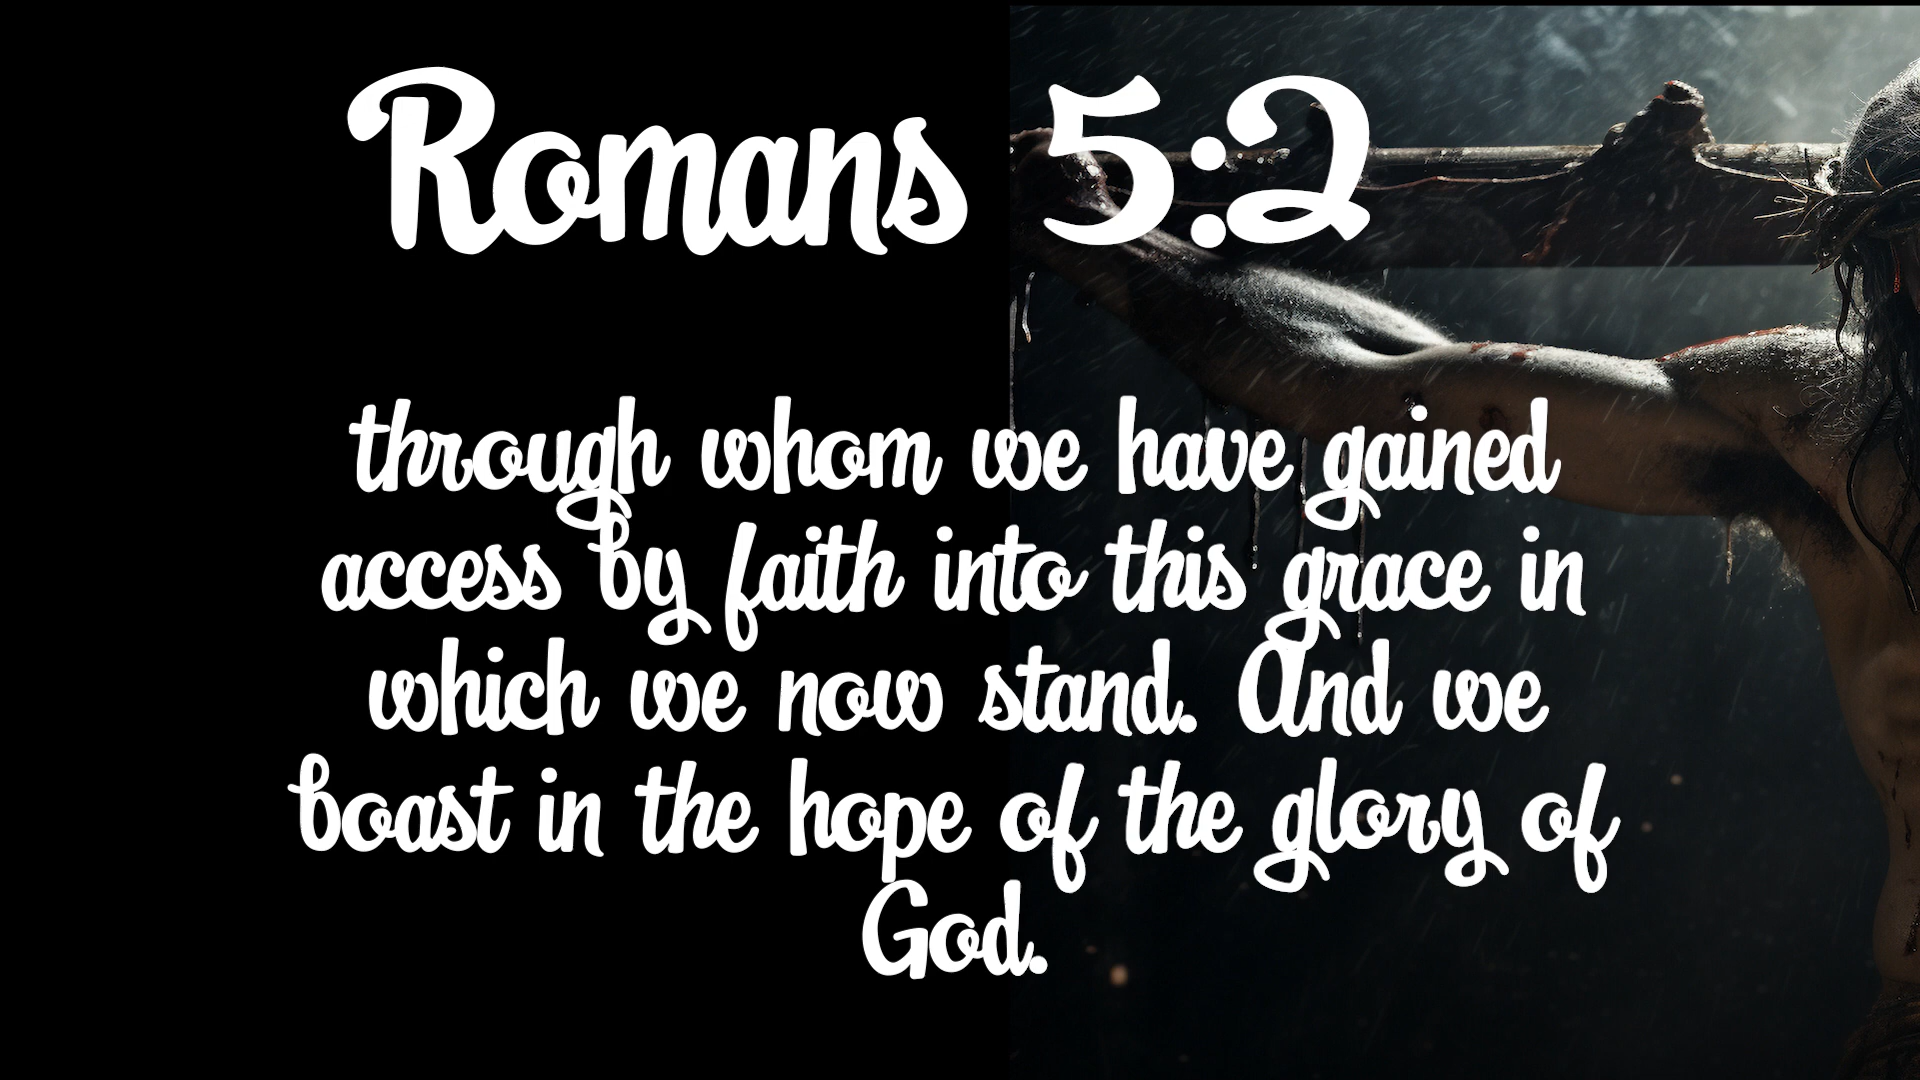 Romans 5:2
through whom we have gained
access by faith into this grace in
which we now stand. And we
boast in the hope of the glory of
God.